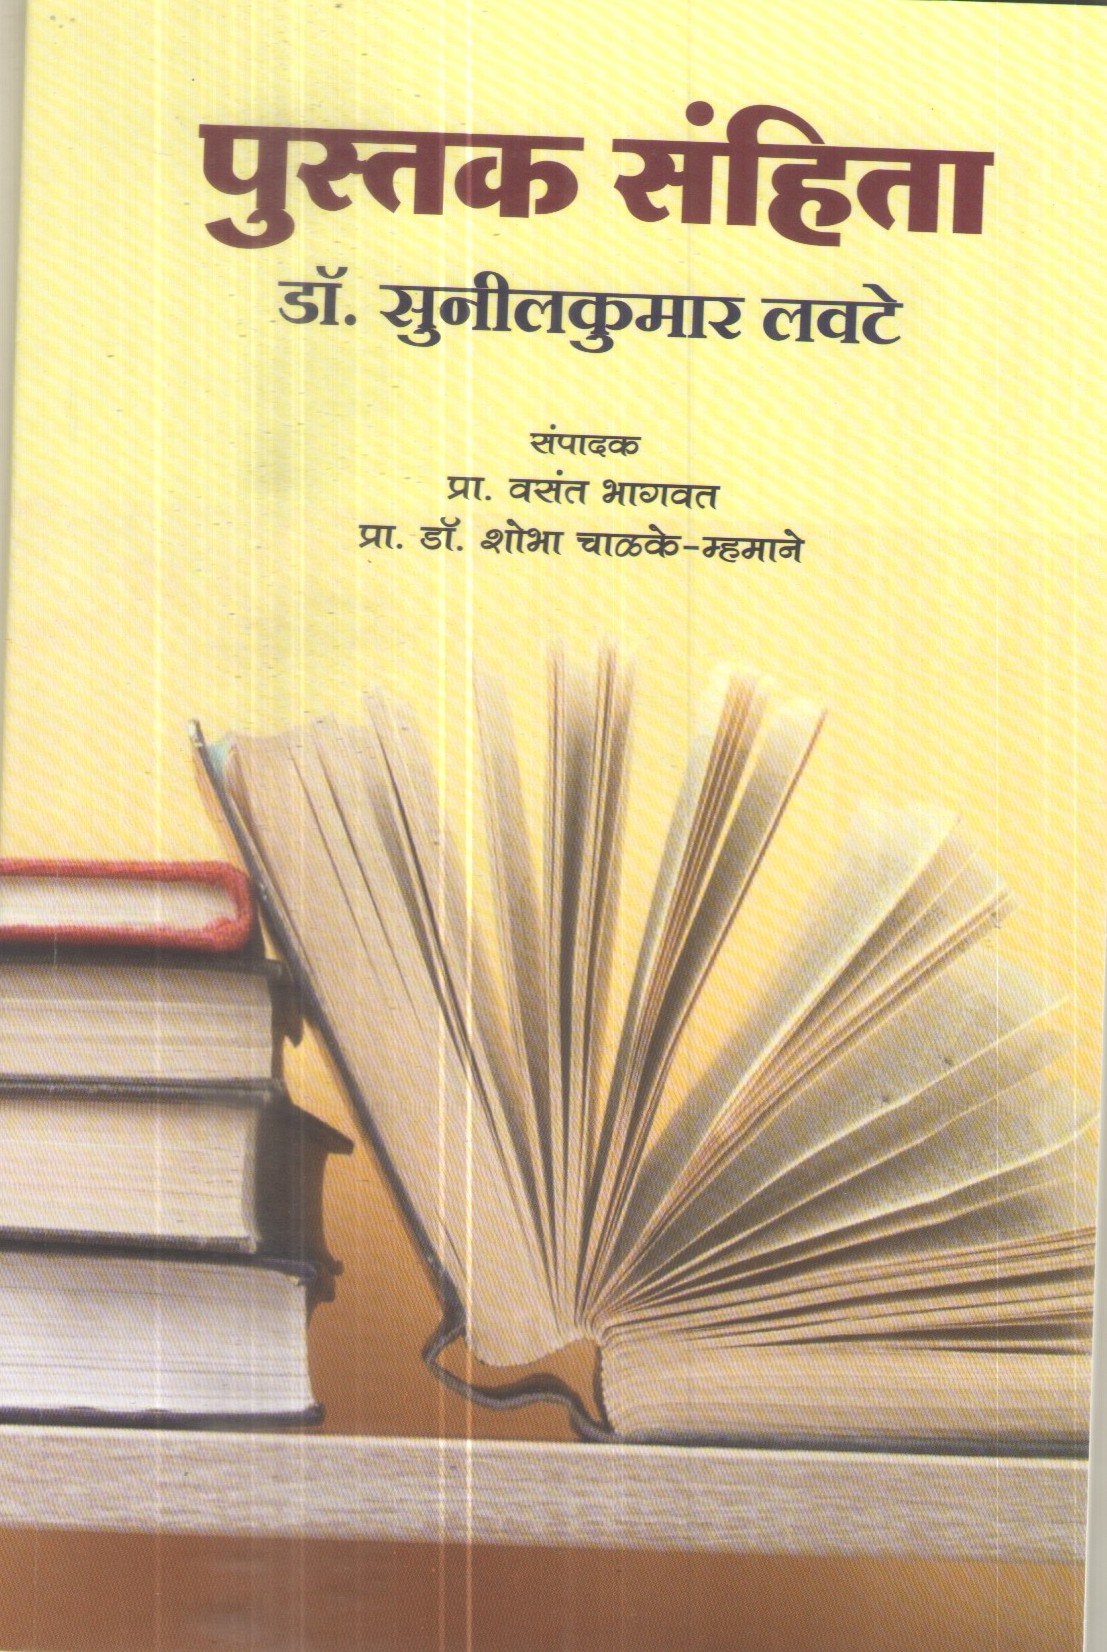 पुस्तक संहिता
डॉ. सुनीलकुमार लवटे
संपादक
प्रा. वसंत भागवत
प्रा. डॉ. शोभा चाळके-म्हमाने